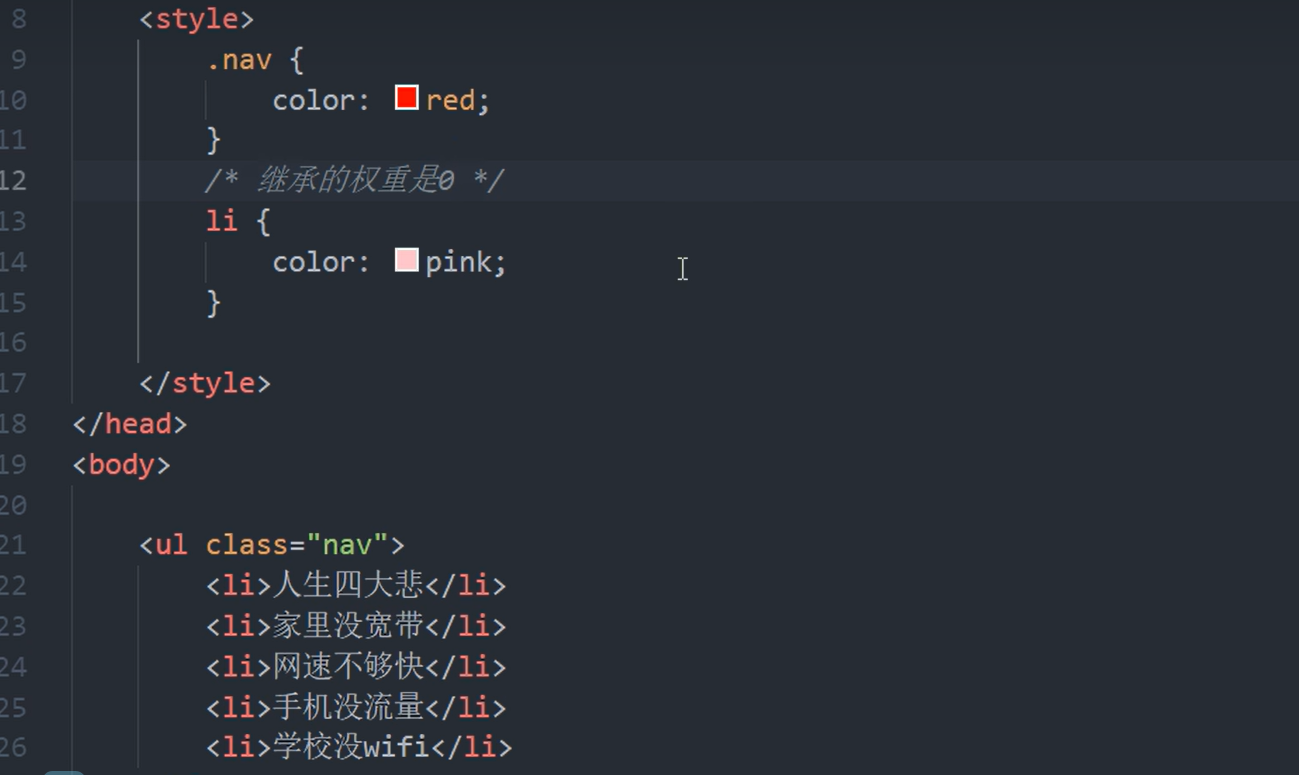 8 <style>
9 .nav {
10 color: red;
11 }
12 /* 继承的权重是0 */
13 li {
14 color: pink;
15 }
16
17 </style>
18 </head>
19 <body>
20
21 <ul class="nav">
22 <li>人生四大悲</li>
23 <li>家里没宽带</li>
24 <li>网速不够快</li>
25 <li>手机没流量</li>
26 <li>学校没wifi</li>